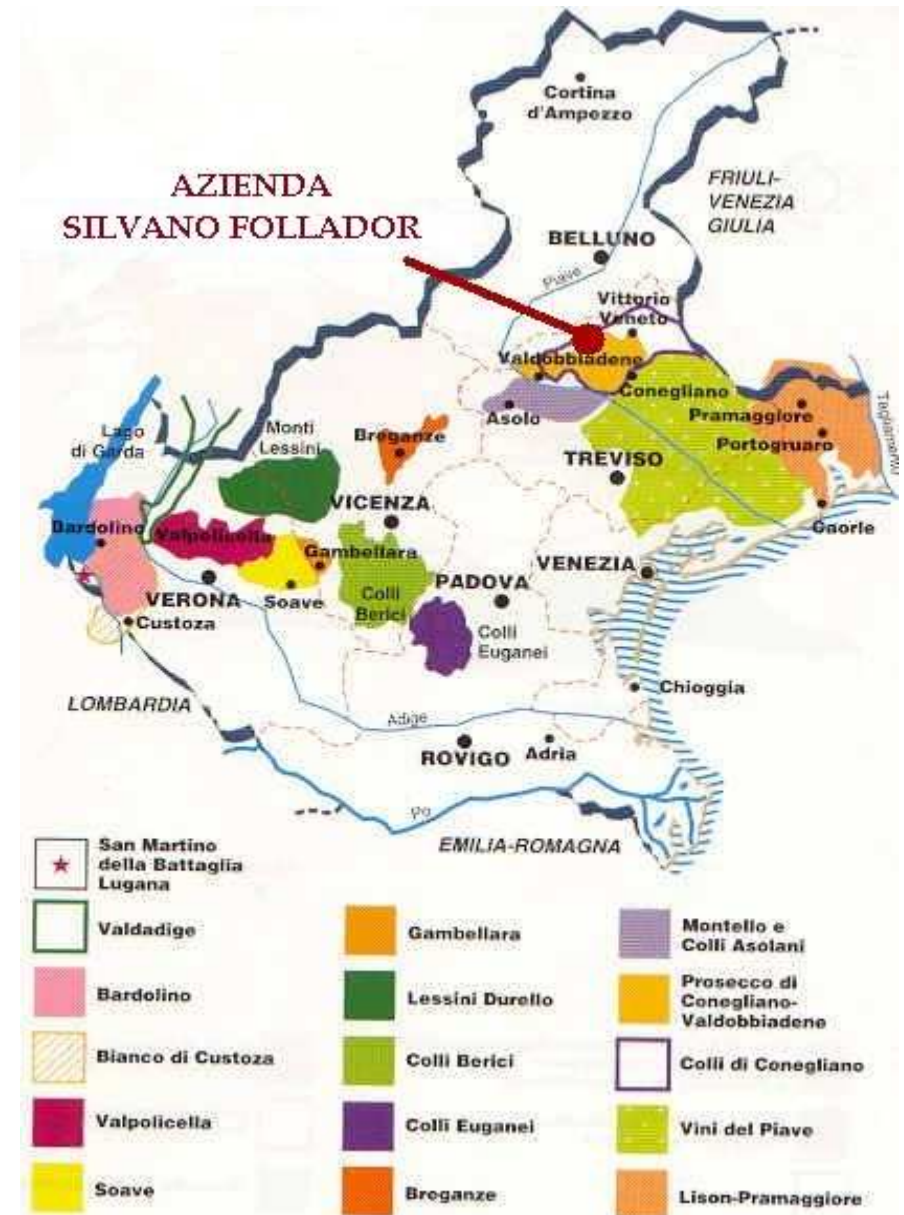 Cortina
d'Ampezzo
AZIENDA
SILVANO FOLLADOR
FRIULI-
VENEZIA
GIULIA
BELLUNO
Piave
Vittorio
Veneto
Valdobbiadene
Conegliano
Asolo
Pramaggiore
Portogruaro
Lago
di Garda
Monti
Lessini
Breganze
TREVISO
VICENZA
Caorle
Bardolino
Valpolicella
Gambellara
VENEZIA
PADOVA
VERONA
Soave
Colli
Berici
Custoza
Colli
Euganei
Chioggia
LOMBARDIA
Adige
ROVIGO
Adria
Po
EMILIA-ROMAGNA
San Martino
della Battaglia
Lugana
Valdadige
Bardolino
Bianco di Custoza
Valpolicella
Soave
Gambellara
Lessini Durello
Colli Berici
Colli Euganei
Breganze
Montello e
Colli Asolani
Prosecco di
Conegliano-
Valdobbiadene
Colli di Conegliano
Vini del Piave
Lison-Pramaggiore